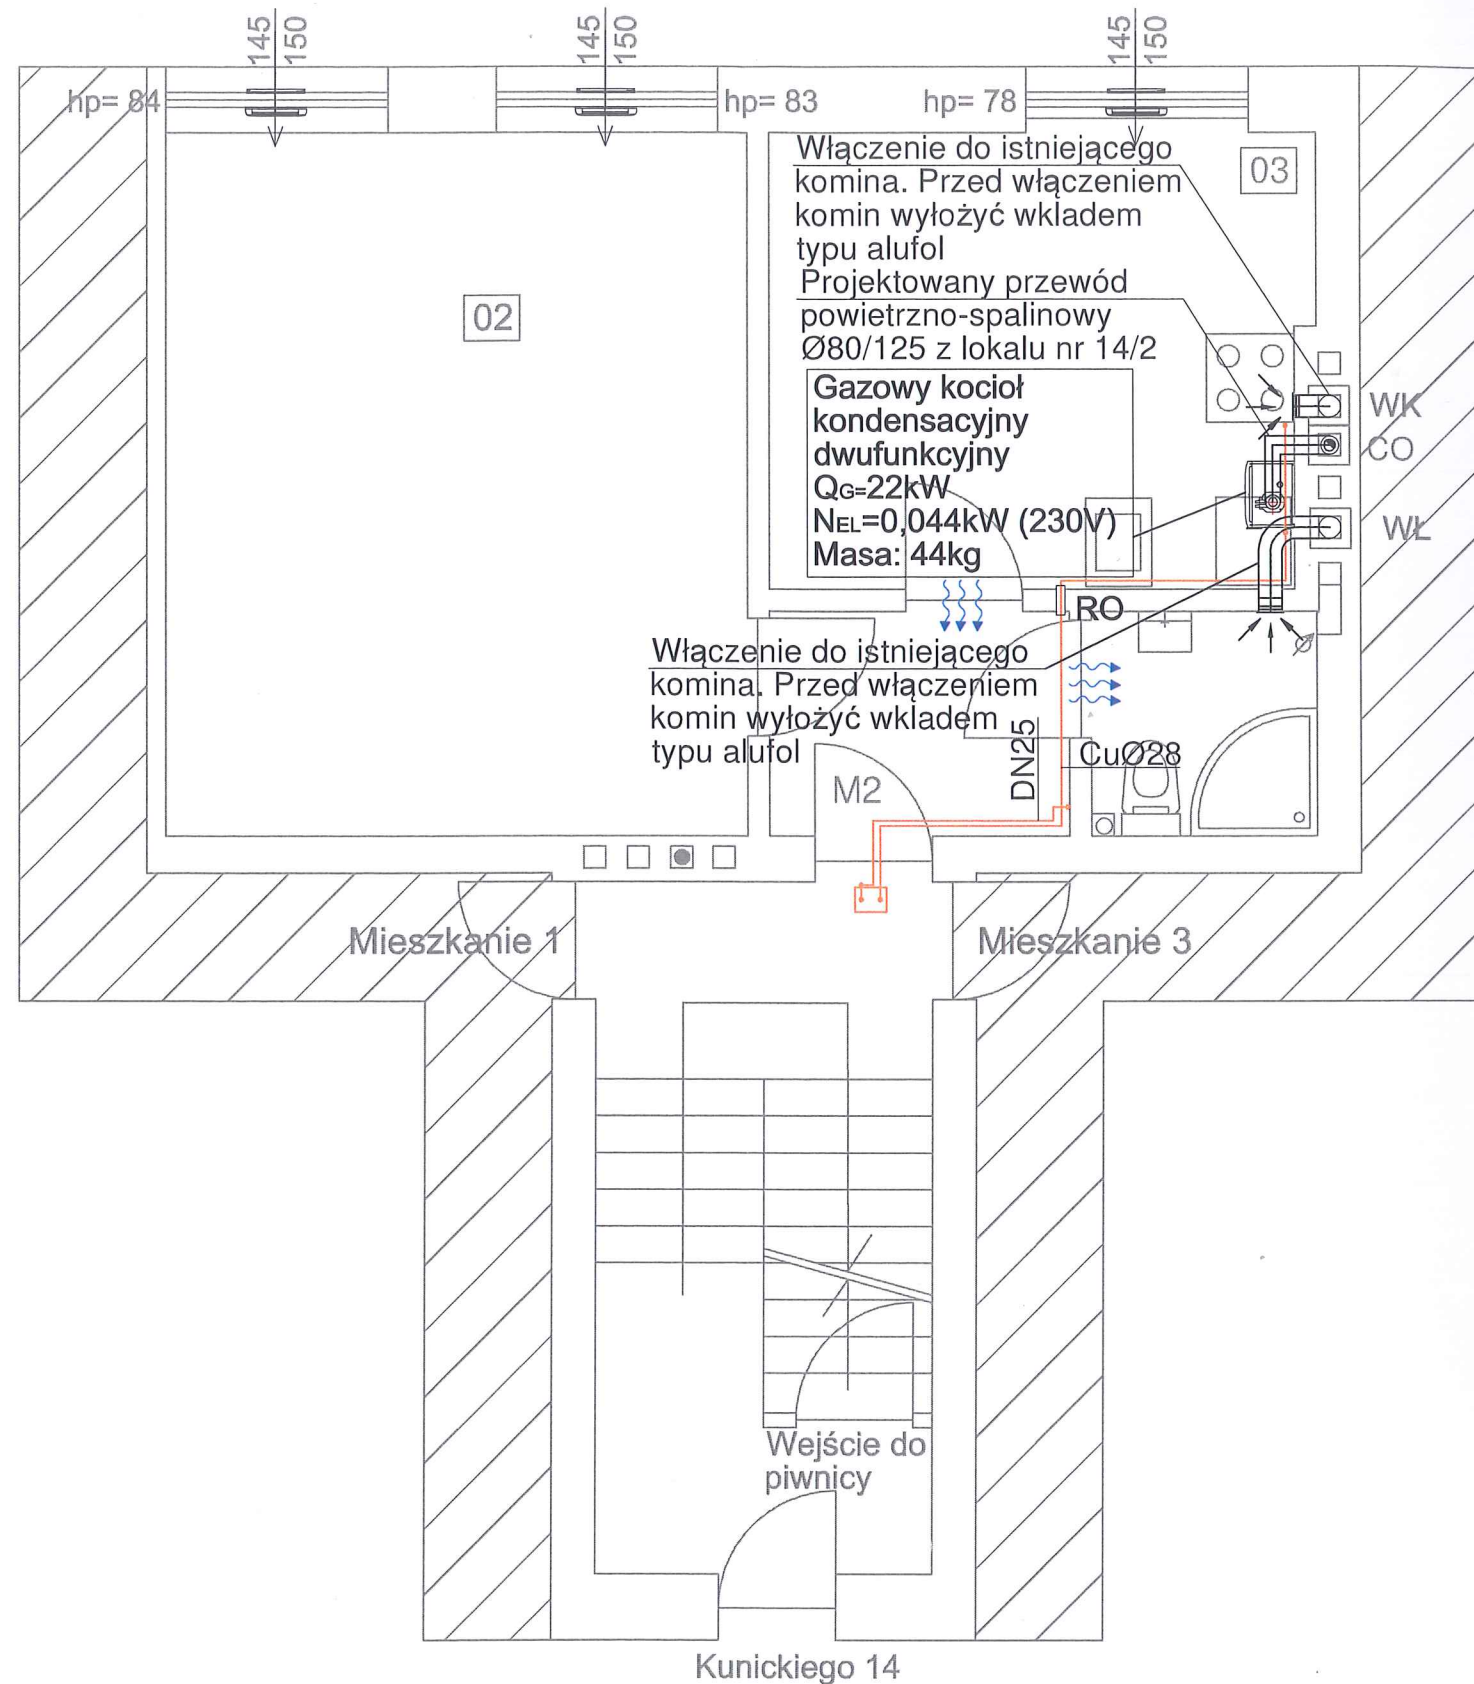 145
150
145
150
145
150
hp= 84
hp= 83
hp= 78
Włączenie do istniejącego
komina. Przed włączeniem
komin wyłożyć wkladem
typu alufol
03
Projektowany przewód
powietrzno-spalinowy
Ø80/125 z lokalu nr 14/2
02
Gazowy kocioł
kondensacyjny
dwufunkcyjny
QG=22kW
NEL=0,044kW (230V)
Masa: 44kg
WK
CO
WŁ
RO
Włączenie do istniejącego
komina. Przed włączeniem
komin wyłożyć wkladem
typu alufol
DN25
CuØ28
M2
Mieszkanie 1
Mieszkanie 3
Wejście do
piwnicy
Kunickiego 14